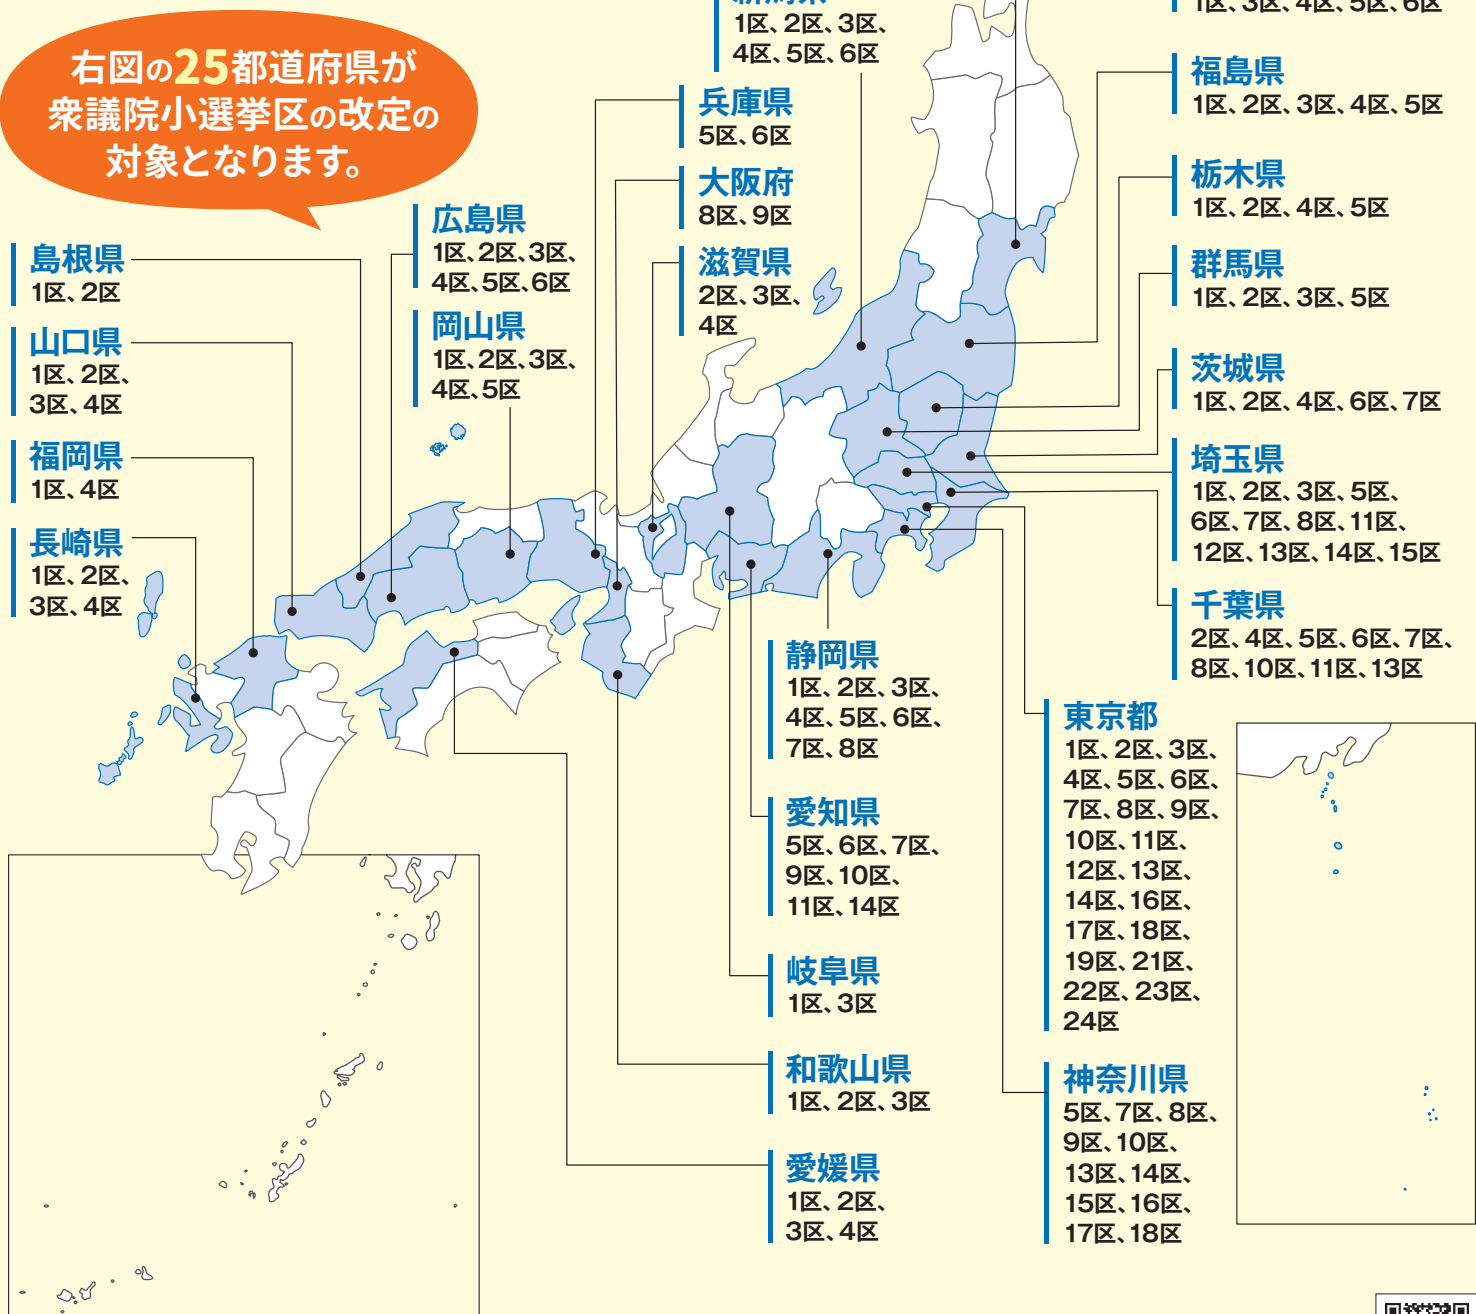 右図の25都道府県が
衆議院小選挙区の改定の
対象となります。
島根県
1区、2区
山口県
1区、2区、
3区、4区
福岡県
1区、4区
長崎県
1区、2区、
3区、4区
広島県
1区、2区、3区、
4区、5区、6区
岡山県
1区、2区、3区、
4区、5区
新潟県
1区、2区、3区、
4区、5区、6区
兵庫県
5区、6区
大阪府
8区、9区
滋賀県
2区、3区、
4区
1区、3区、4区、5区、6区
福島県
1区、2区、3区、4区、5区
栃木県
1区、2区、4区、5区
群馬県
1区、2区、3区、5区
茨城県
1区、2区、4区、6区、7区
埼玉県
1区、2区、3区、5区、
6区、7区、8区、11区、
12区、13区、14区、15区
千葉県
2区、4区、5区、6区、7区、
8区、10区、11区、13区
静岡県
1区、2区、3区、
4区、5区、6区、
7区、8区
愛知県
5区、6区、7区、
9区、10区、
11区、14区
岐阜県
1区、3区
和歌山県
1区、2区、3区
愛媛県
1区、2区、
3区、4区
東京都
1区、2区、3区、
4区、5区、6区、
7区、8区、9区、
10区、11区、
12区、13区、
14区、16区、
17区、18区、
19区、21区、
22区、23区、
24区
神奈川県
5区、7区、8区、
9区、10区、
13区、14区、
15区、16区、
17区、18区